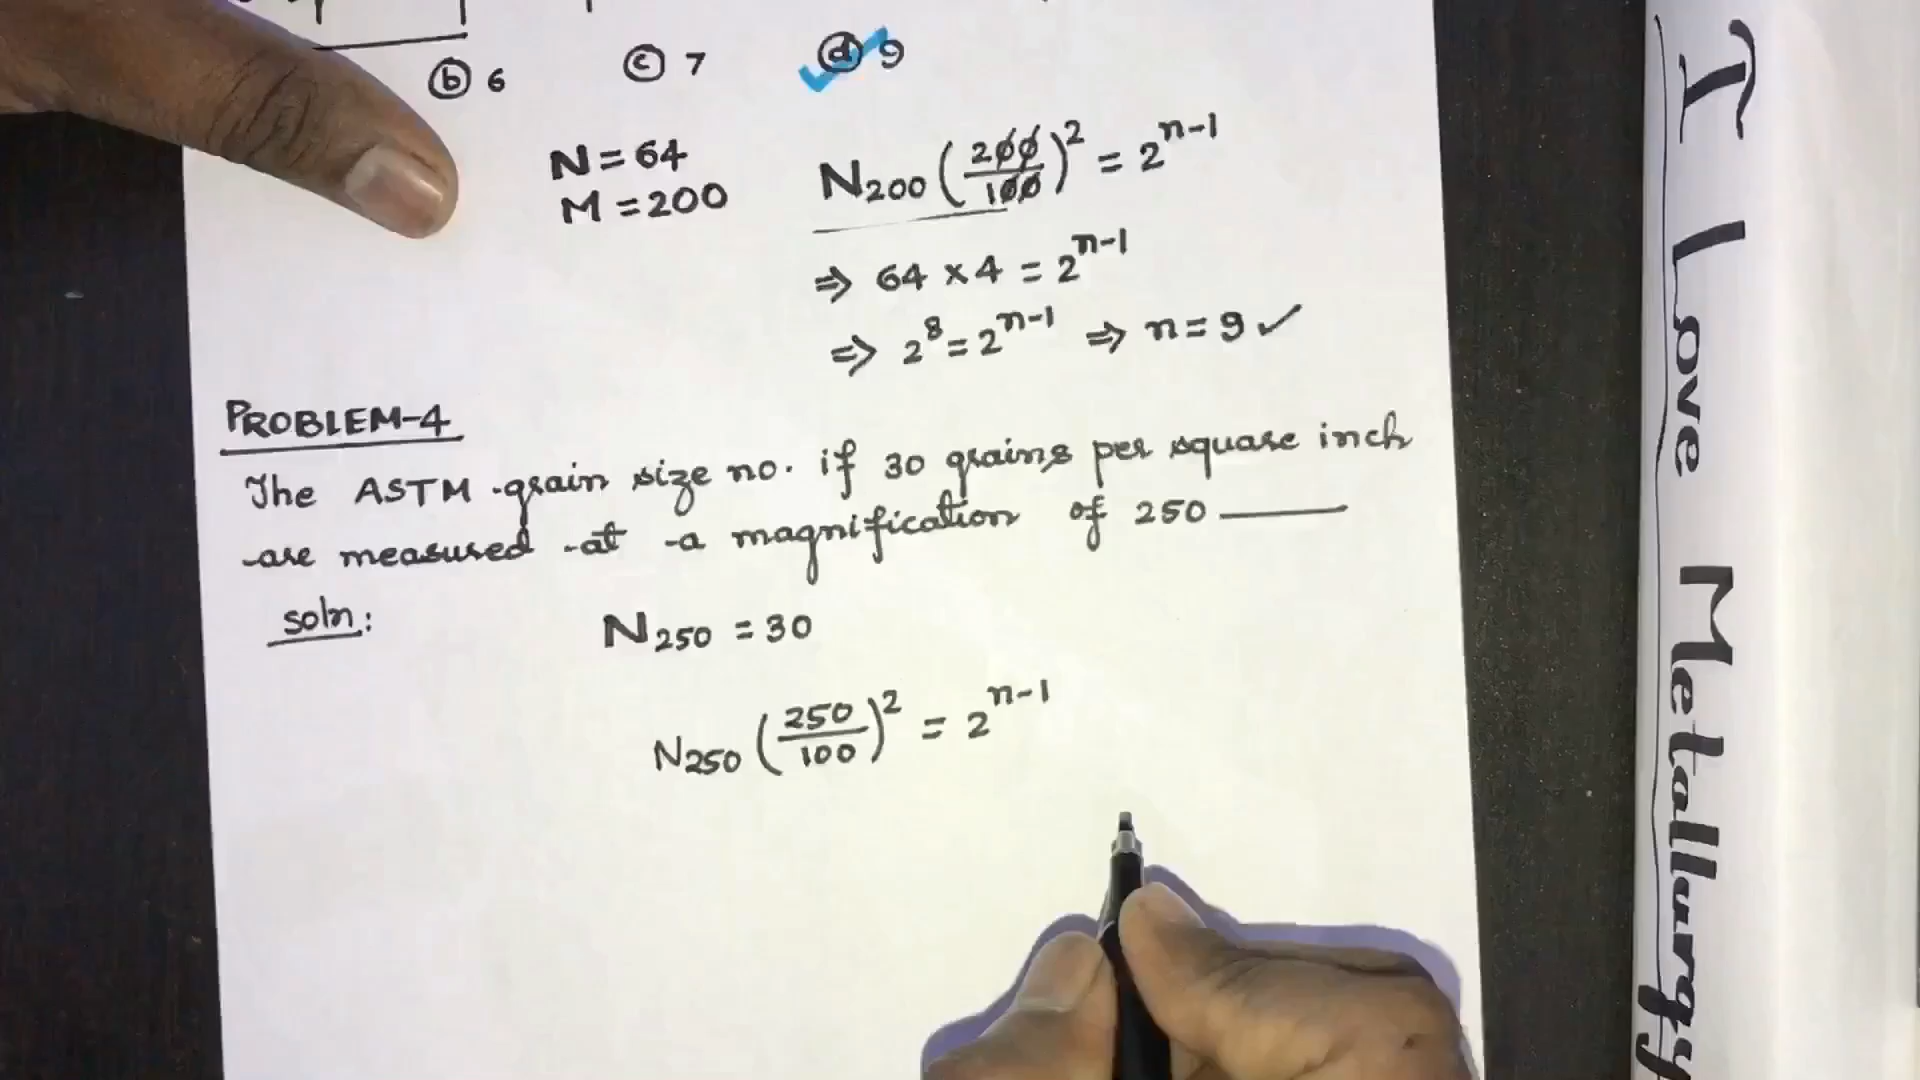 ⓑ 6 ⓒ 7 ⓓ 9
N = 64
M = 200
N₂₀₀ (200/100)² = 2ⁿ⁻¹
⇒ 64 × 4 = 2ⁿ⁻¹
⇒ 2⁸ = 2ⁿ⁻¹ ⇒ n = 9 ✓
PROBLEM-4
The ASTM grain size no. if 30 grains per square inch
are measured at a magnification of 250 ———
soln:
N₂₅₀ = 30
N₂₅₀ (250/100)² = 2ⁿ⁻¹
I Love Metallurgy